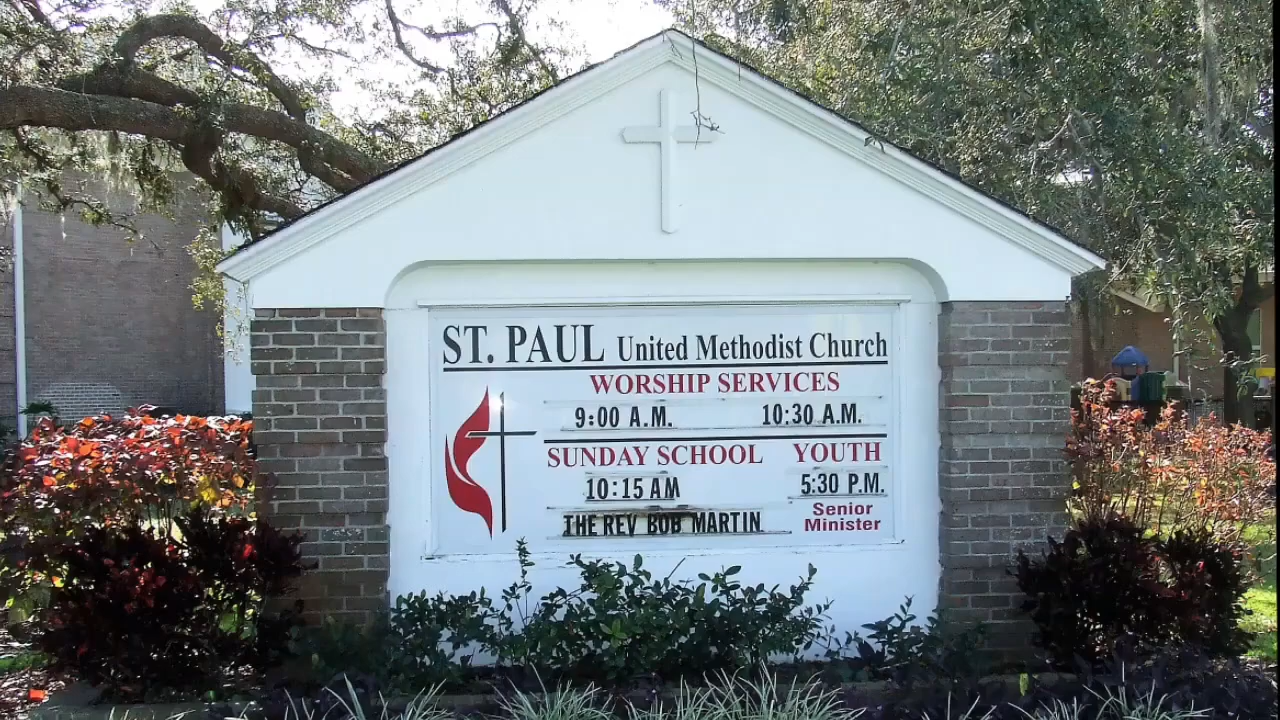 ST. PAUL United Methodist Church
WORSHIP SERVICES
9:00 A.M. 10:30 A.M.
SUNDAY SCHOOL YOUTH
10:15 AM 5:30 P.M.
THE REV BOB MARTIN Senior
Minister